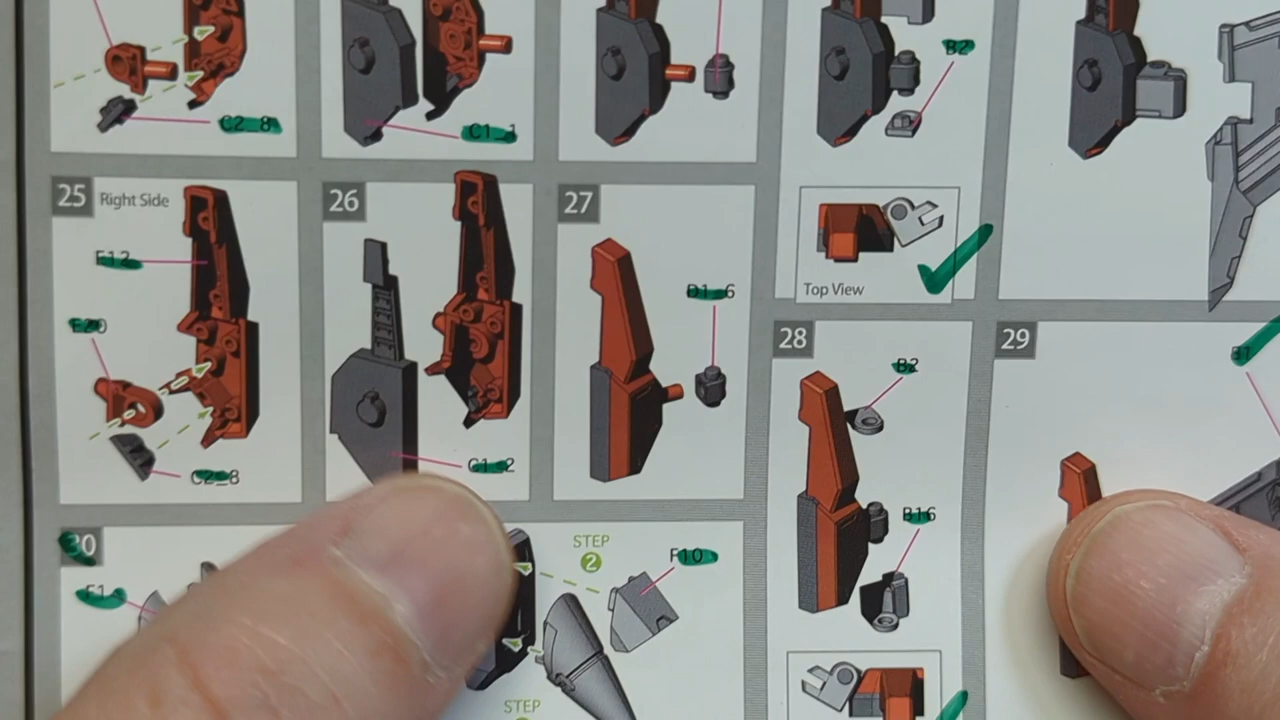 C2_8
C1_1
B2
Top View
25 Right Side
F12
C2_8
26
C1_2
27
D1_6
28
B2
B16
29
B1
30
STEP
2
F10
STEP